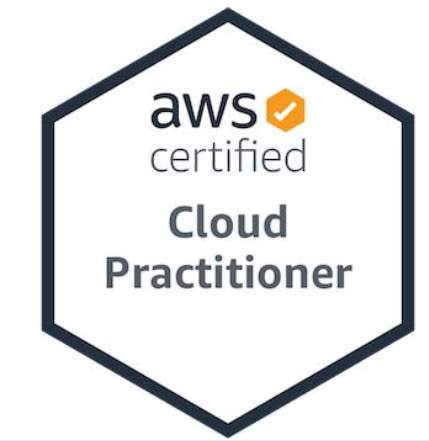 aws
certified
Cloud
Practitioner